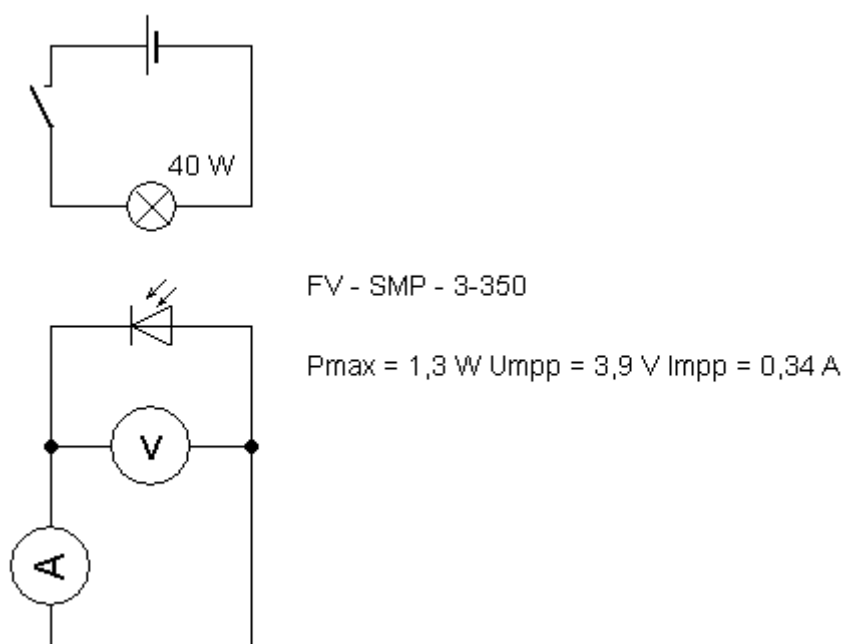 40 W
FV - SMP - 3-350
Pmax = 1,3 W Umpp = 3,9 V Impp = 0,34 A
V
A